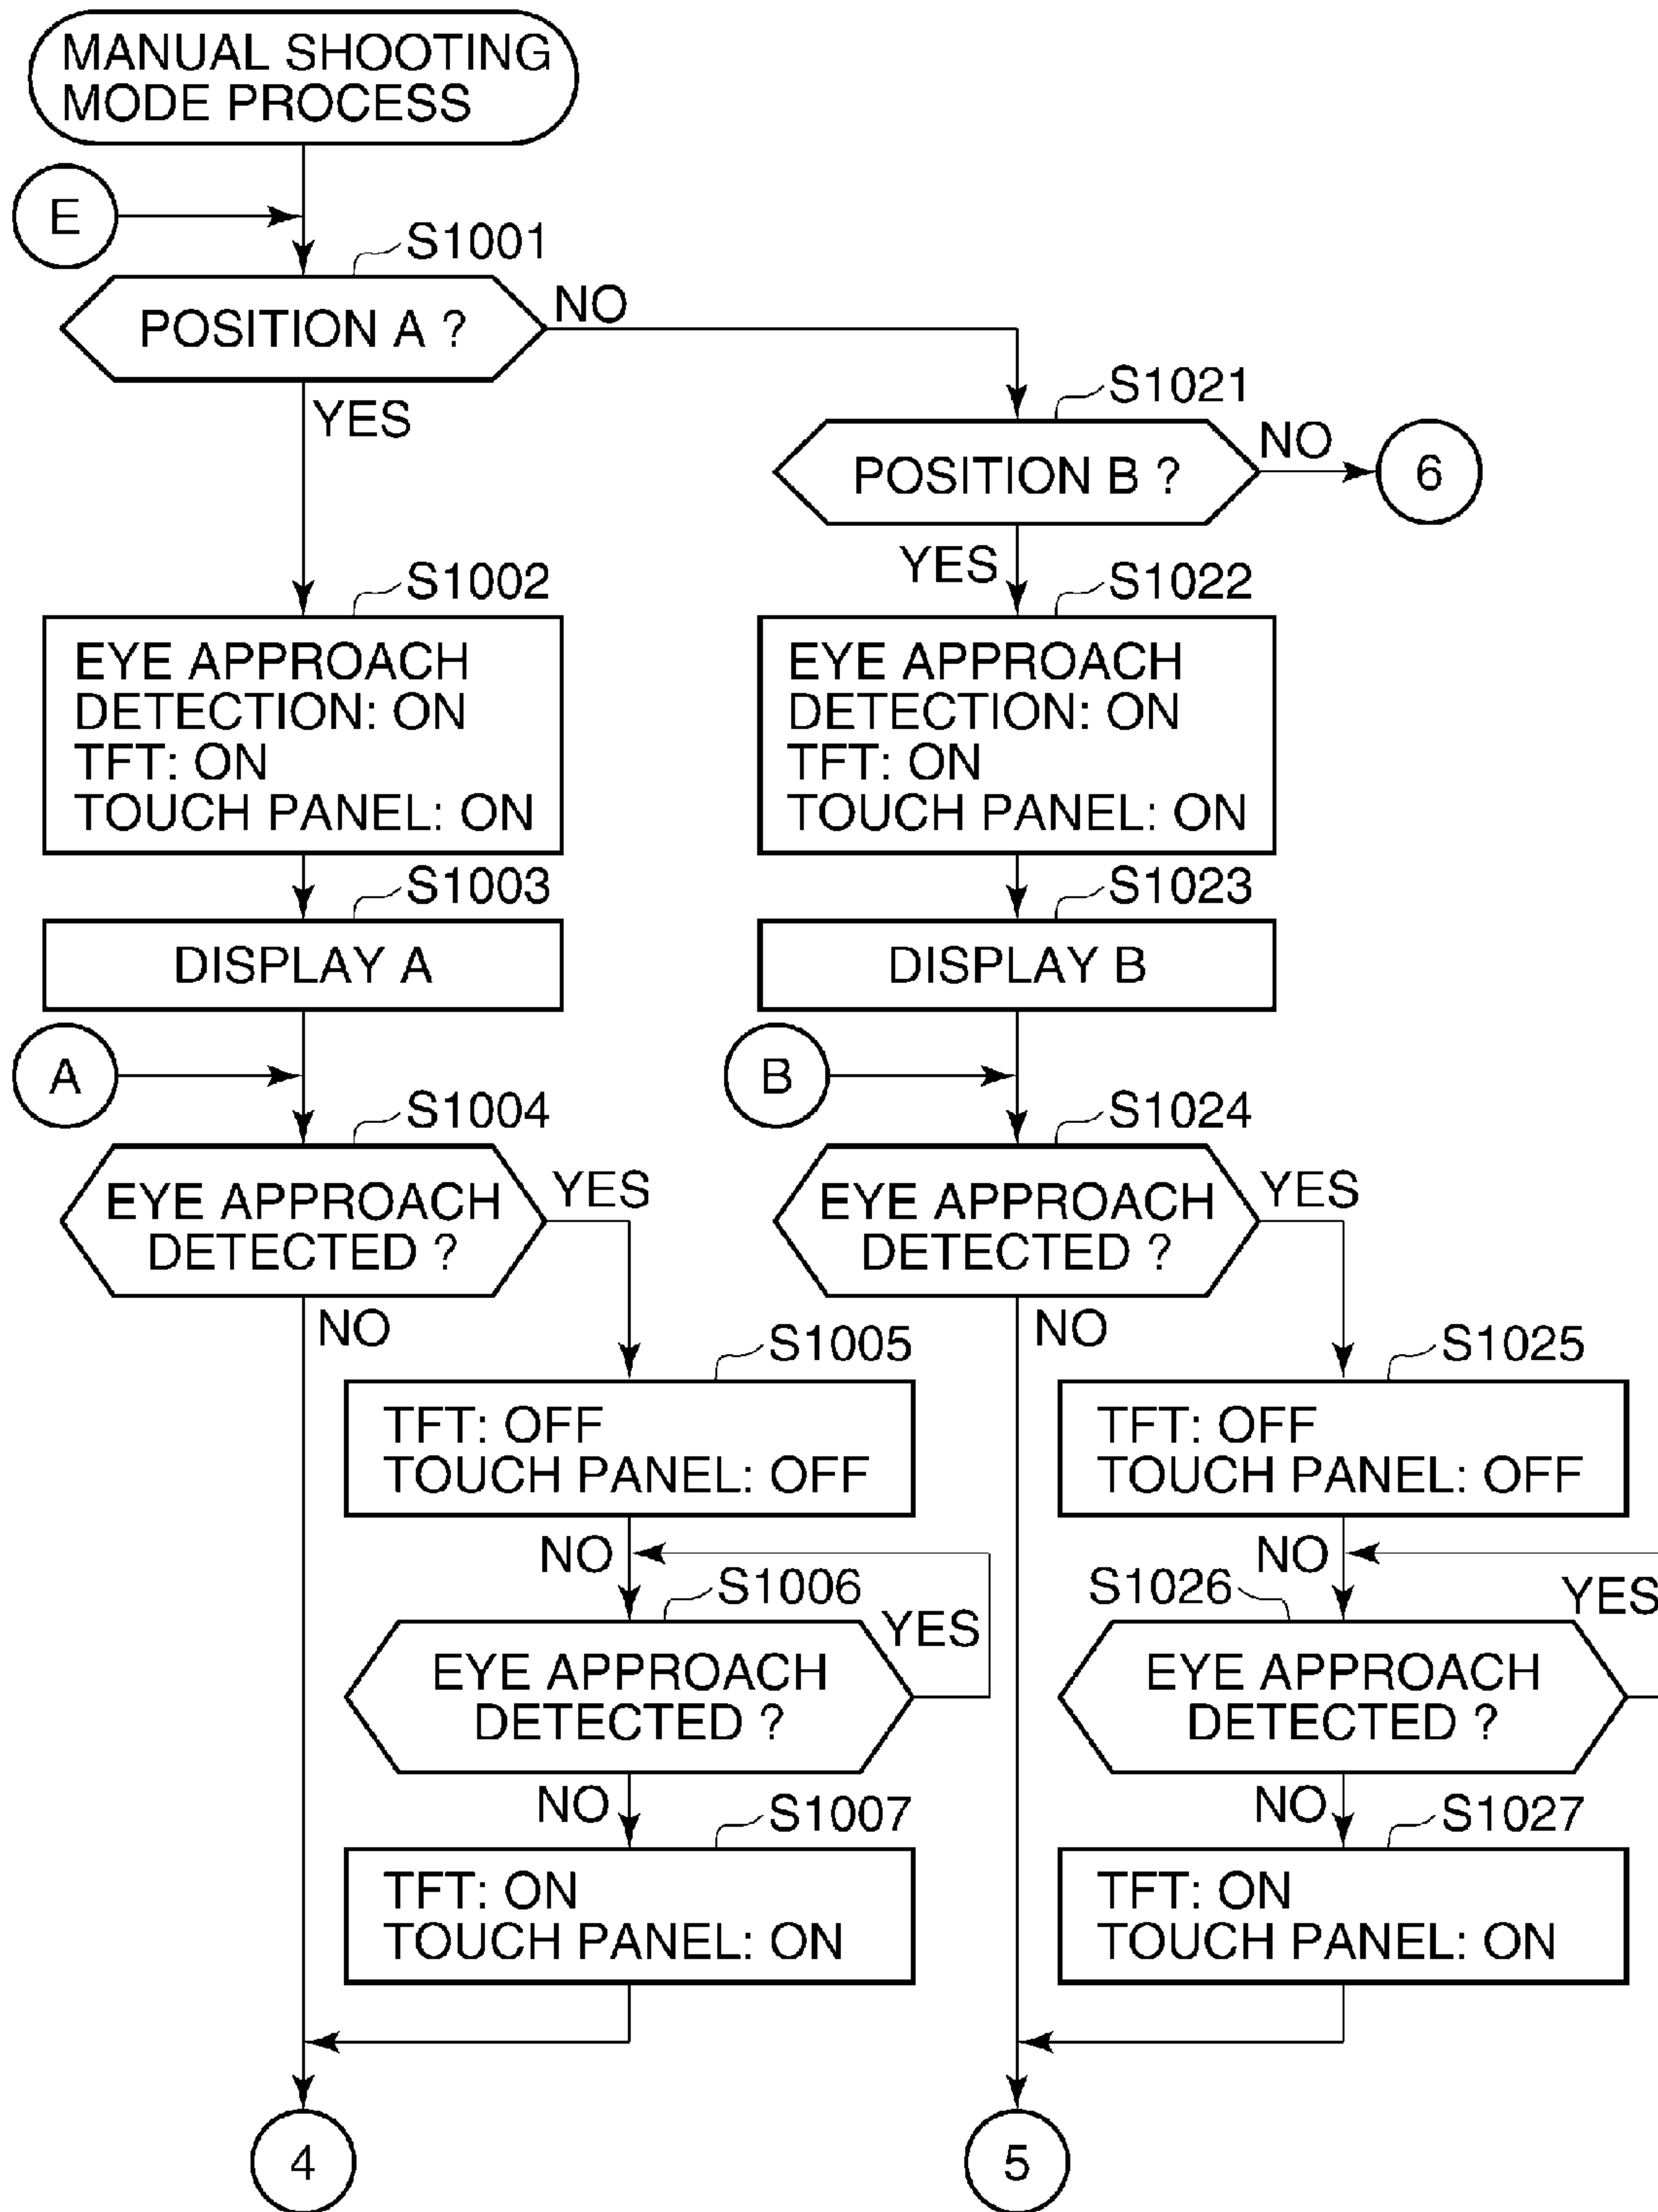 MANUAL SHOOTING
MODE PROCESS
E
S1001
POSITION A ?
NO
YES
S1021
POSITION B ?
NO
6
YES
S1002
EYE APPROACH
DETECTION: ON
TFT: ON
TOUCH PANEL: ON
S1022
EYE APPROACH
DETECTION: ON
TFT: ON
TOUCH PANEL: ON
S1003
DISPLAY A
S1023
DISPLAY B
A
B
S1004
EYE APPROACH
DETECTED ?
YES
NO
S1024
EYE APPROACH
DETECTED ?
YES
NO
S1005
TFT: OFF
TOUCH PANEL: OFF
S1025
TFT: OFF
TOUCH PANEL: OFF
NO
S1006
EYE APPROACH
DETECTED ?
YES
NO
NO
S1026
EYE APPROACH
DETECTED ?
YES
NO
S1007
TFT: ON
TOUCH PANEL: ON
S1027
TFT: ON
TOUCH PANEL: ON
4
5